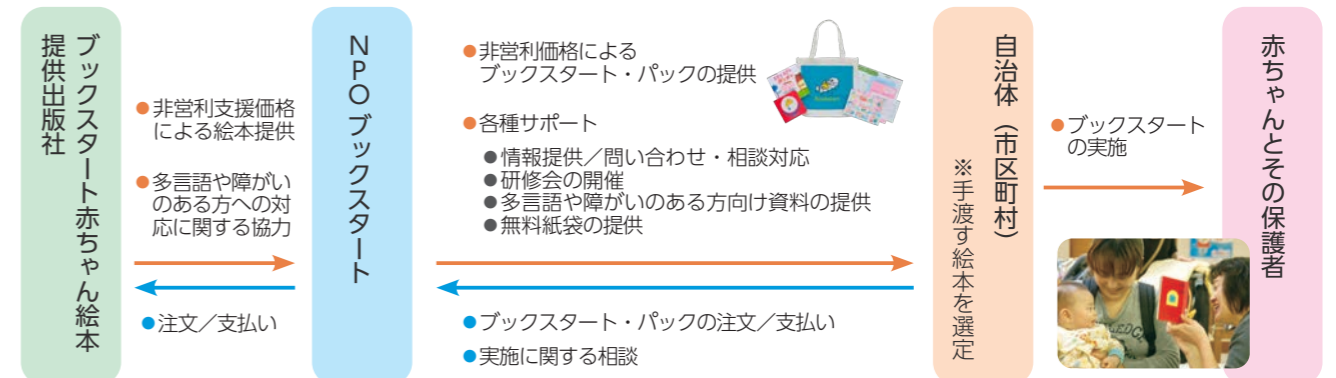 ブックスタート赤ちゃん絵本
提供出版社
●非営利支援価格
による絵本提供
●多言語や障がい
のある方への対
応に関する協力
●注文／支払い
NPOブックスタート
●非営利価格による
ブックスタート・パックの提供
●各種サポート
●情報提供／問い合わせ・相談対応
●研修会の開催
●多言語や障がいのある方向け資料の提供
●無料紙袋の提供
●ブックスタート・パックの注文／支払い
●実施に関する相談
自治体（市区町村）
※手渡す絵本を選定
●ブックスタート
の実施
赤ちゃんとその保護者